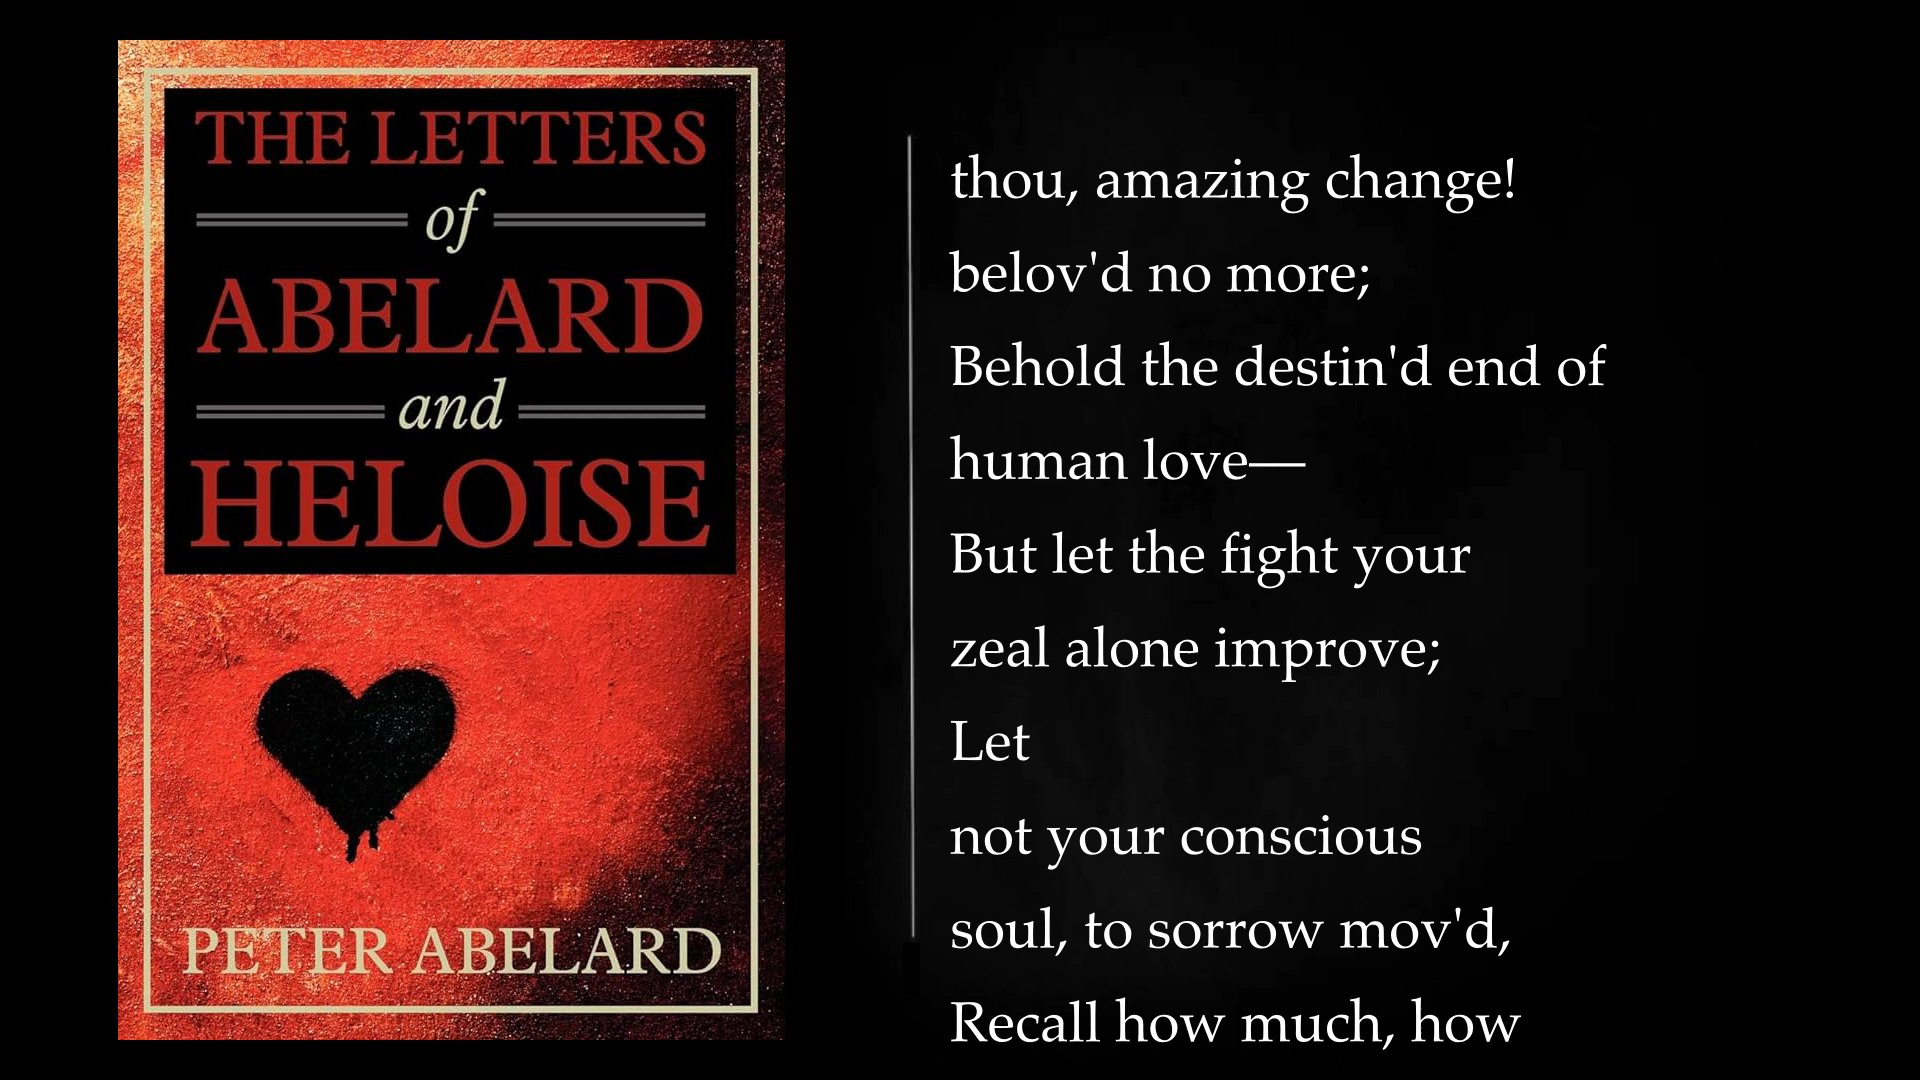 THE LETTERS
of
ABELARD
and
HELOISE
PETER ABELARD
thou, amazing change!
belov'd no more;
Behold the destin'd end of
human love—
But let the fight your
zeal alone improve;
Let
not your conscious
soul, to sorrow mov'd,
Recall how much, how